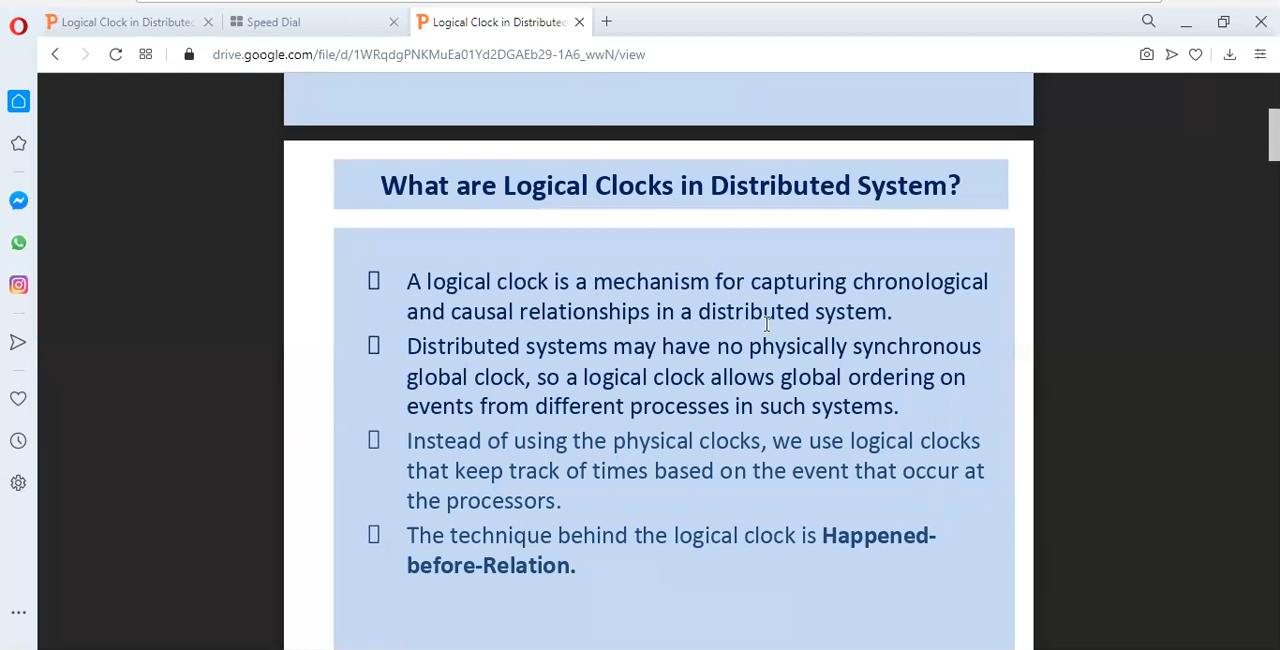 Logical Clock in Distributed
Speed Dial
Logical Clock in Distributed
drive.google.com/file/d/1WRqdgPNKMuEa01Yd2DGAEb29-1A6_wwN/view
What are Logical Clocks in Distributed System?
A logical clock is a mechanism for capturing chronological
and causal relationships in a distributed system.
Distributed systems may have no physically synchronous
global clock, so a logical clock allows global ordering on
events from different processes in such systems.
Instead of using the physical clocks, we use logical clocks
that keep track of times based on the event that occur at
the processors.
The technique behind the logical clock is Happened-
before-Relation.